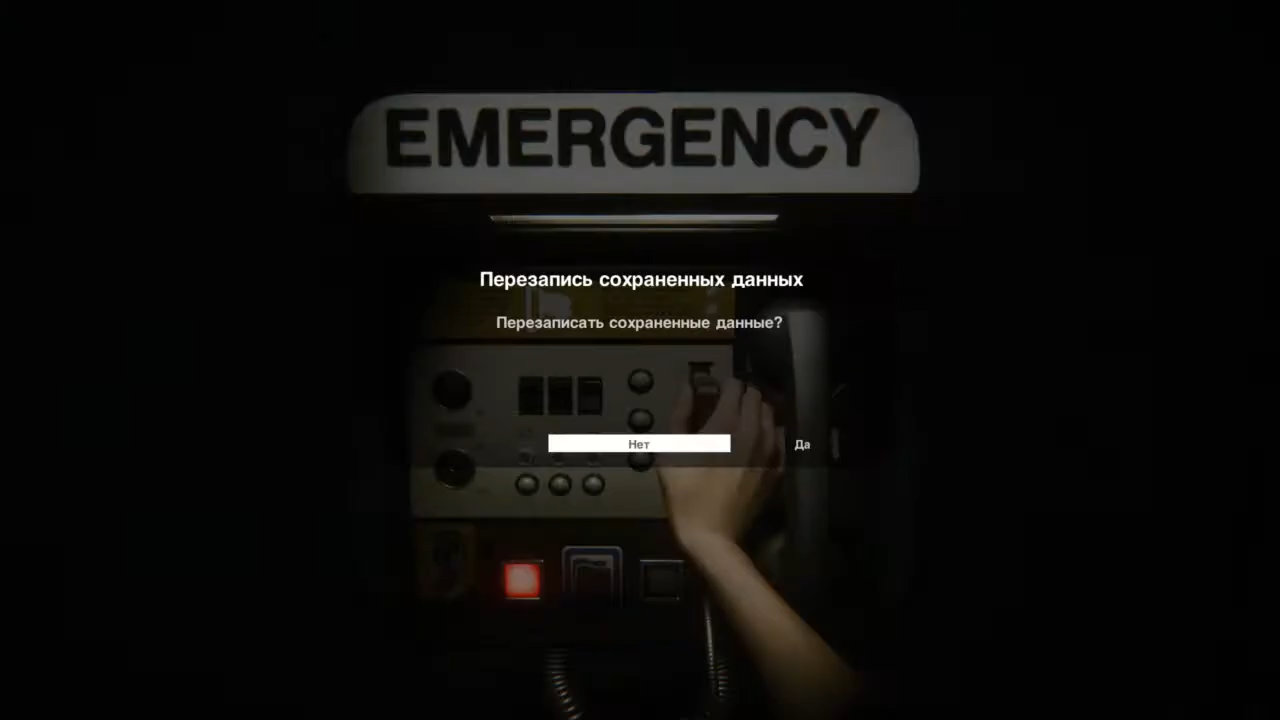 EMERGENCY
Перезапись сохраненных данных
Перезаписать сохраненные данные?
Нет Да